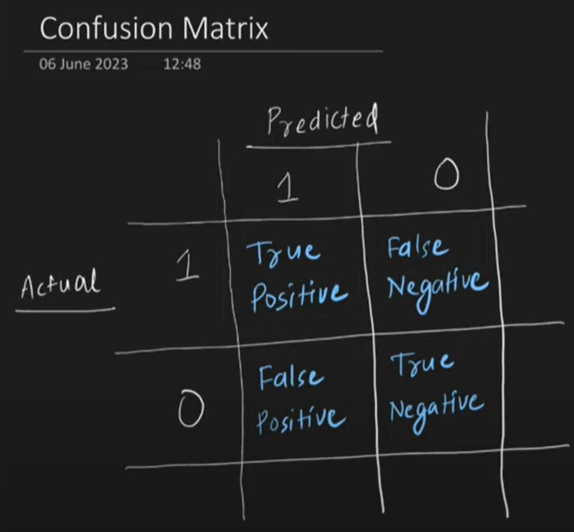 Confusion Matrix
06 June 2023 12:48
Predicted
1 0
Actual 1 True False
Positive Negative
0 False True
Positive Negative